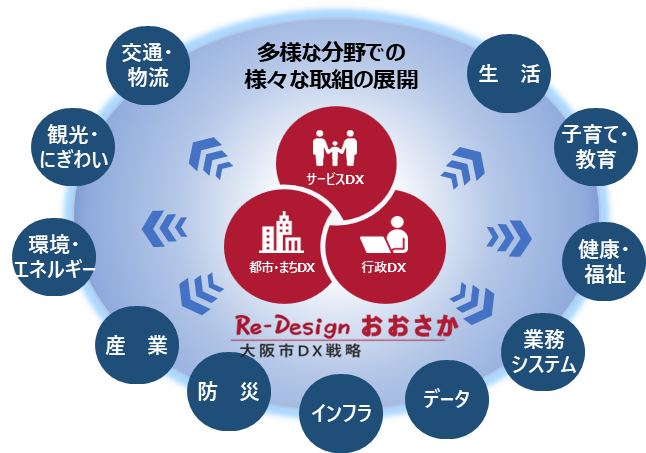 多様な分野での
様々な取組の展開
交通・
物流
生　活
観光・
にぎわい
子育て・
教育
サービスDX
環境・
エネルギー
都市・まちDX
行政DX
健康・
福祉
Re-Design おおさか
大阪市DX戦略
産　業
業務
システム
防　災
インフラ
データ